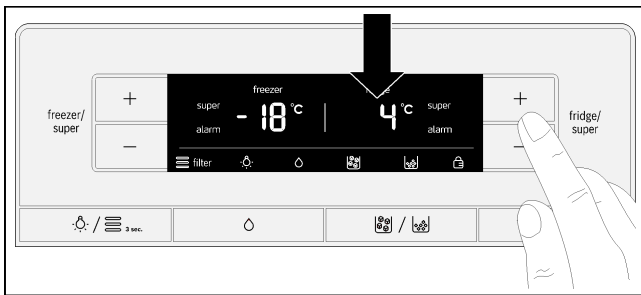 freezer
super
-18 °C
alarm
4 °C
super
alarm
filter
freezer/
super
+
−
+
−
fridge/
super
/
3 sec.
/